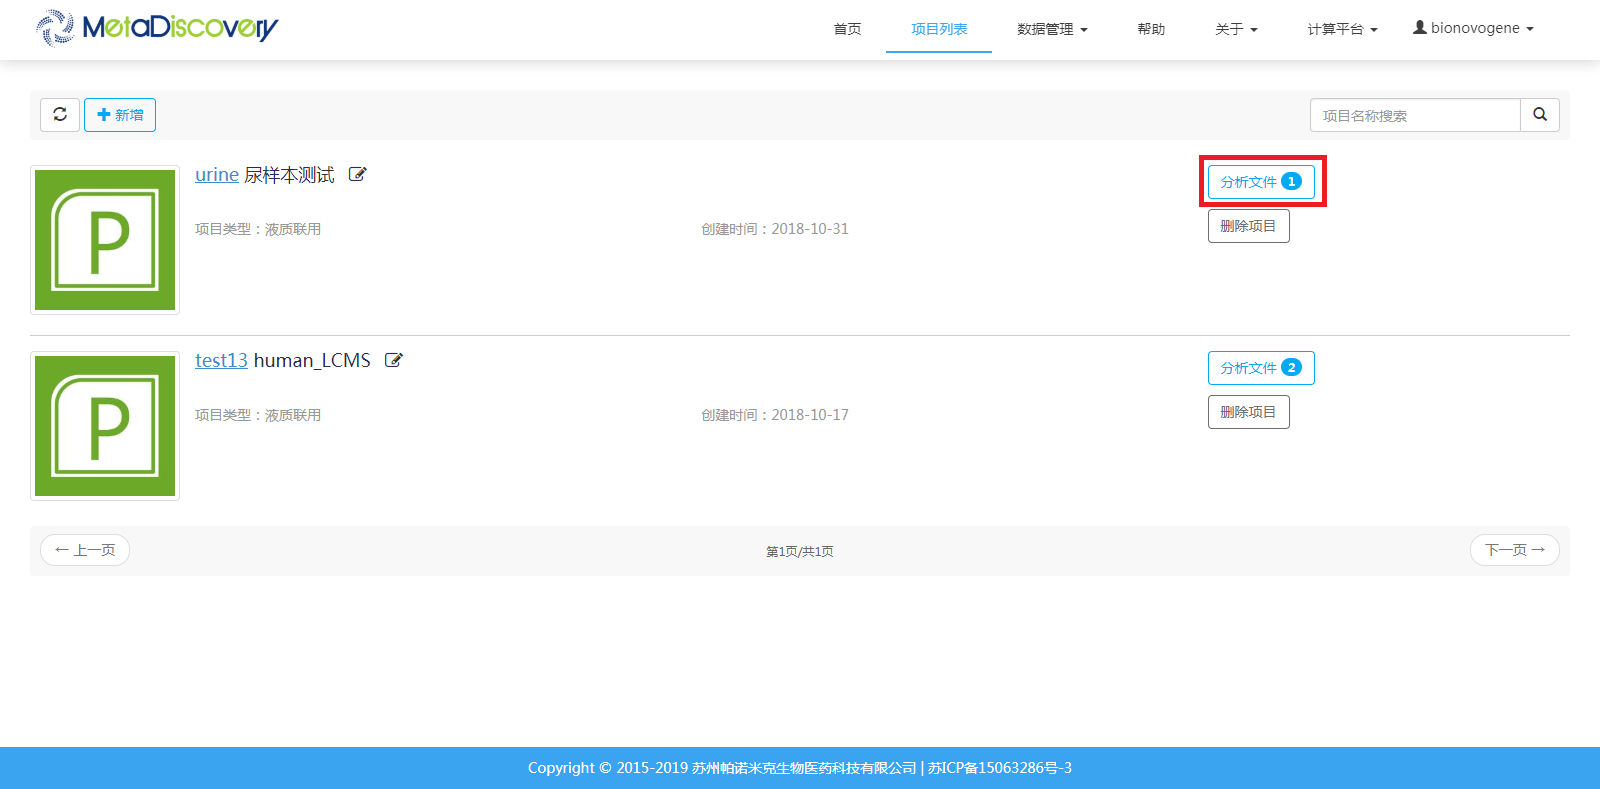 MetaDiscovery
首页 项目列表 数据管理 帮助 关于 计算平台 bionovogene
新增 项目名称搜索
P
urine 尿样本测试
分析文件 1
项目类型：液质联用 创建时间：2018-10-31
删除项目
P
test13 human_LCMS
分析文件 2
项目类型：液质联用 创建时间：2018-10-17
删除项目
← 上一页 第1页/共1页 下一页 →
Copyright © 2015-2019 苏州帕诺米克生物医药科技有限公司 | 苏ICP备15063286号-3